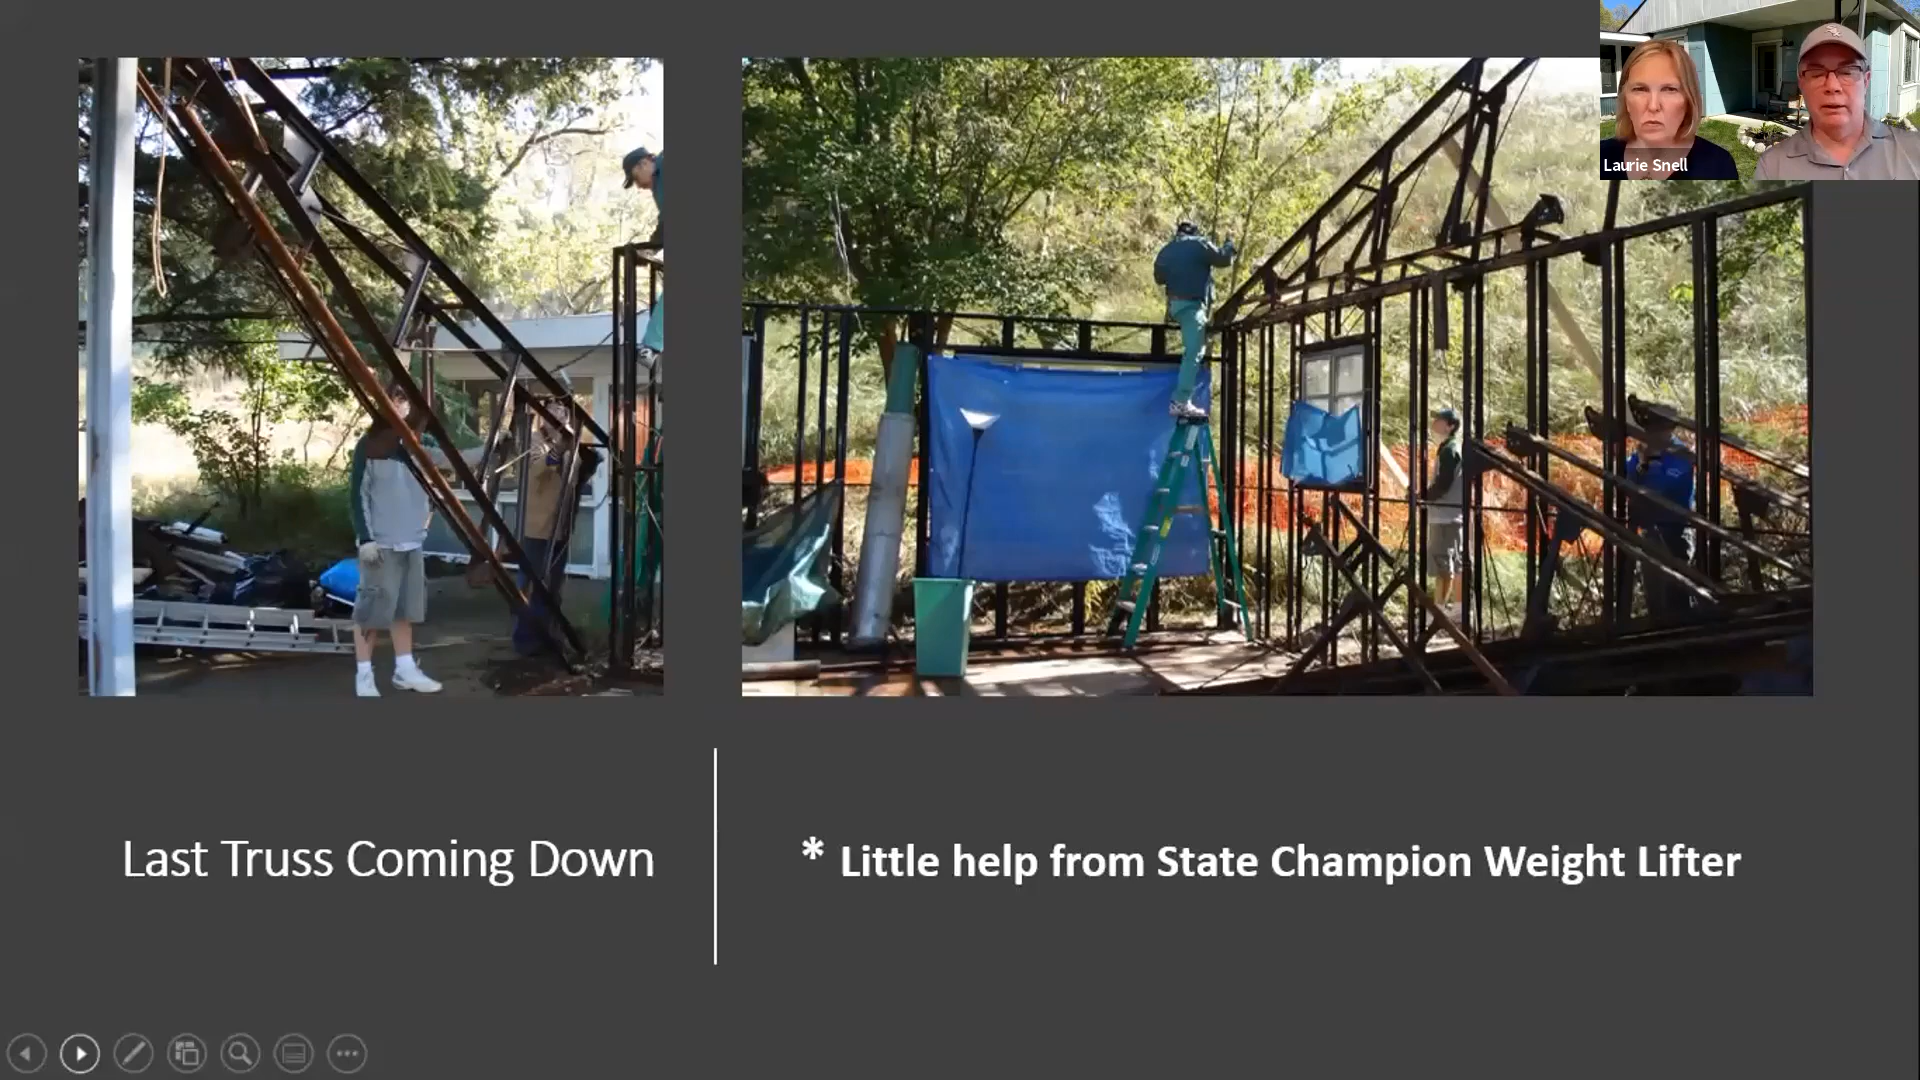 Laurie Snell
Last Truss Coming Down
* Little help from State Champion Weight Lifter